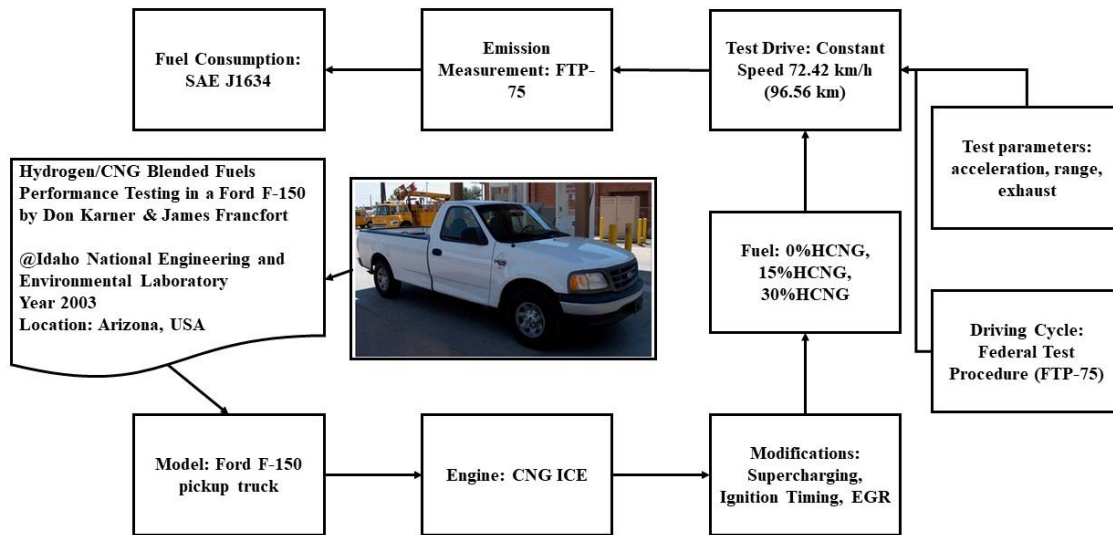 Fuel Consumption:
SAE J1634
Emission
Measurement: FTP-
75
Test Drive: Constant
Speed 72.42 km/h
(96.56 km)
Test parameters:
acceleration, range,
exhaust
Hydrogen/CNG Blended Fuels
Performance Testing in a Ford F-150
by Don Karner & James Francfort
@Idaho National Engineering and
Environmental Laboratory
Year 2003
Location: Arizona, USA
Fuel: 0%HCNG,
15%HCNG,
30%HCNG
Driving Cycle:
Federal Test
Procedure (FTP-75)
Model: Ford F-150
pickup truck
Engine: CNG ICE
Modifications:
Supercharging,
Ignition Timing, EGR